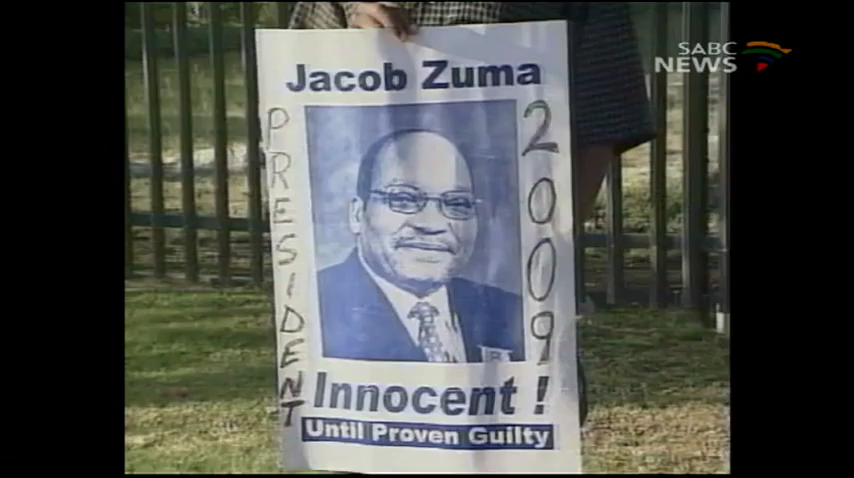 SABC
NEWS
Jacob Zuma
PRESIDENT
2009
Innocent !
Until Proven Guilty